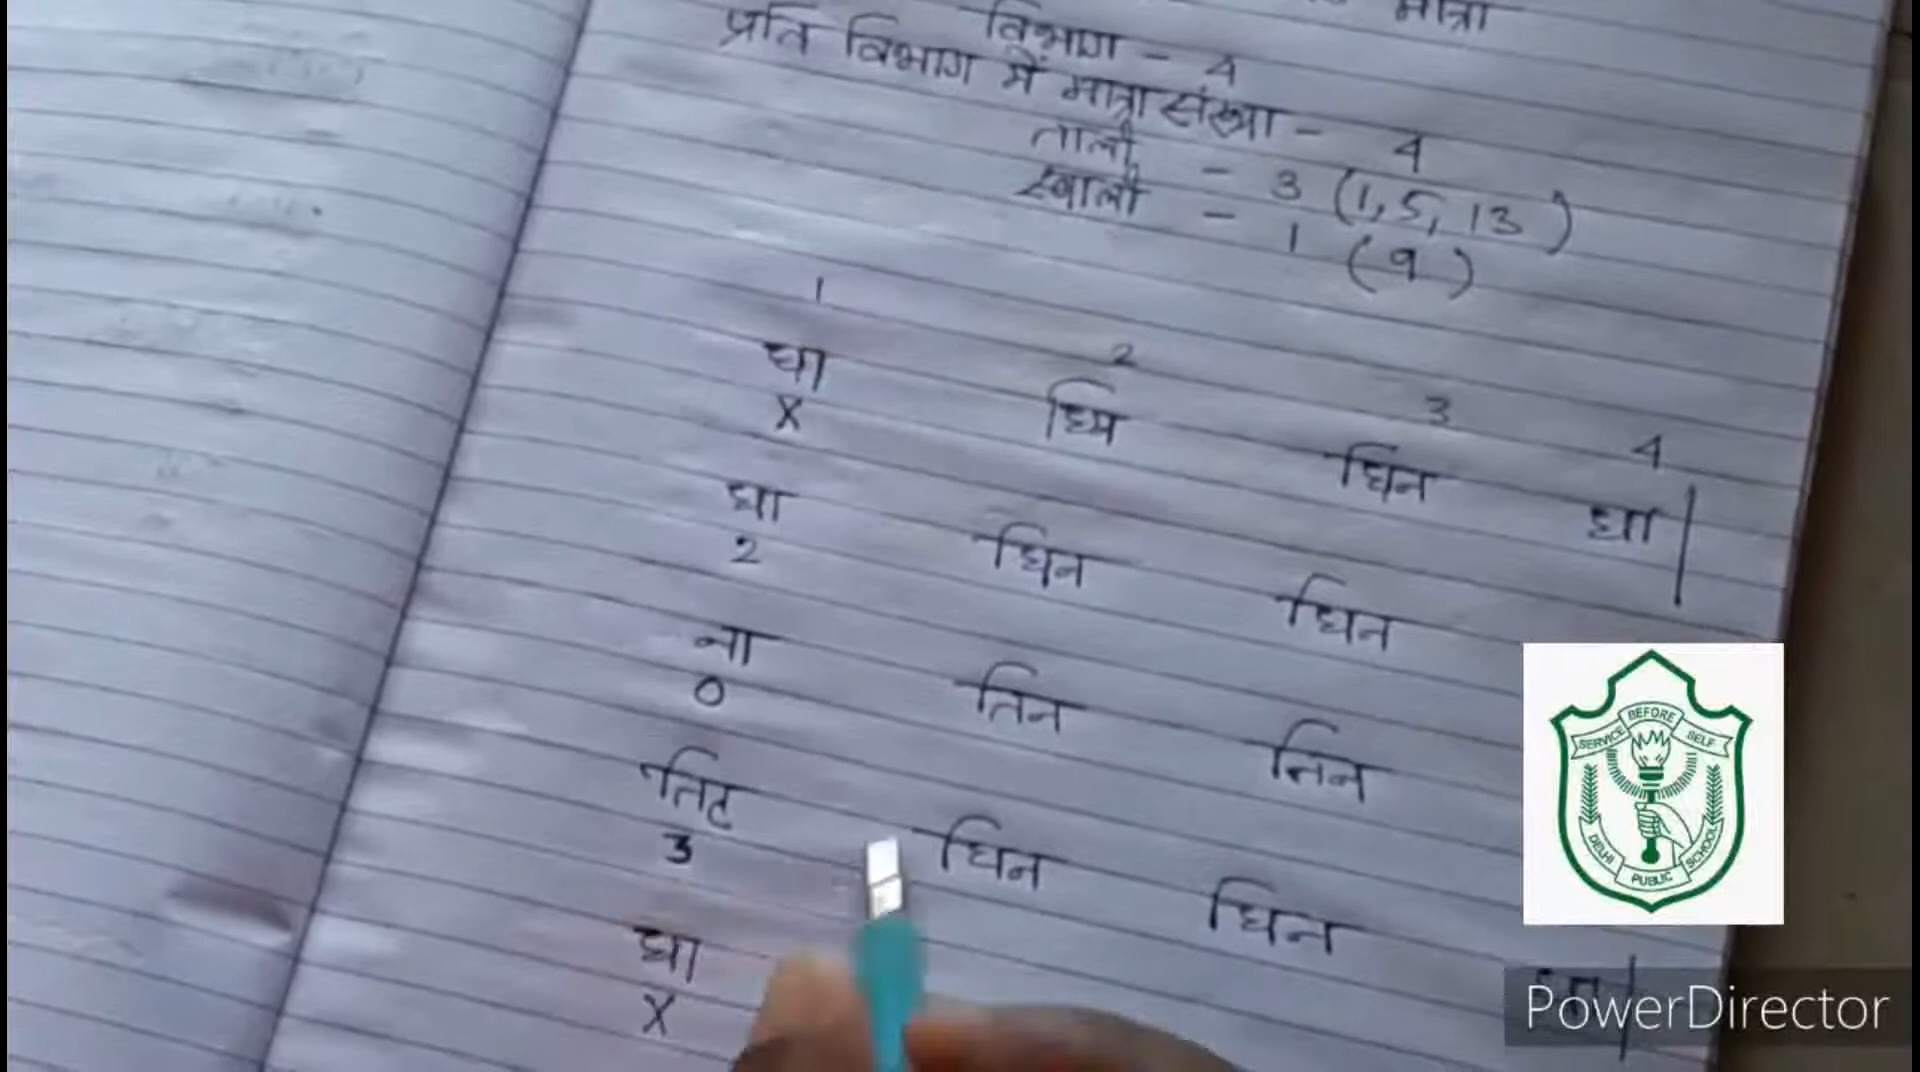 मात्रा
विभाग - 4
प्रति विभाग में मात्रा संख्या - 4
ताली - 3 (1, 5, 13)
खाली - 1 (9)
1 2 3 4
धा धिन धिन धा |
X
धा धिन धिन
2
ना तिन तिन
0
तिट धिन धिन
3
धा
X
SERVICE BEFORE SELF
DELHI PUBLIC SCHOOL
PowerDirector